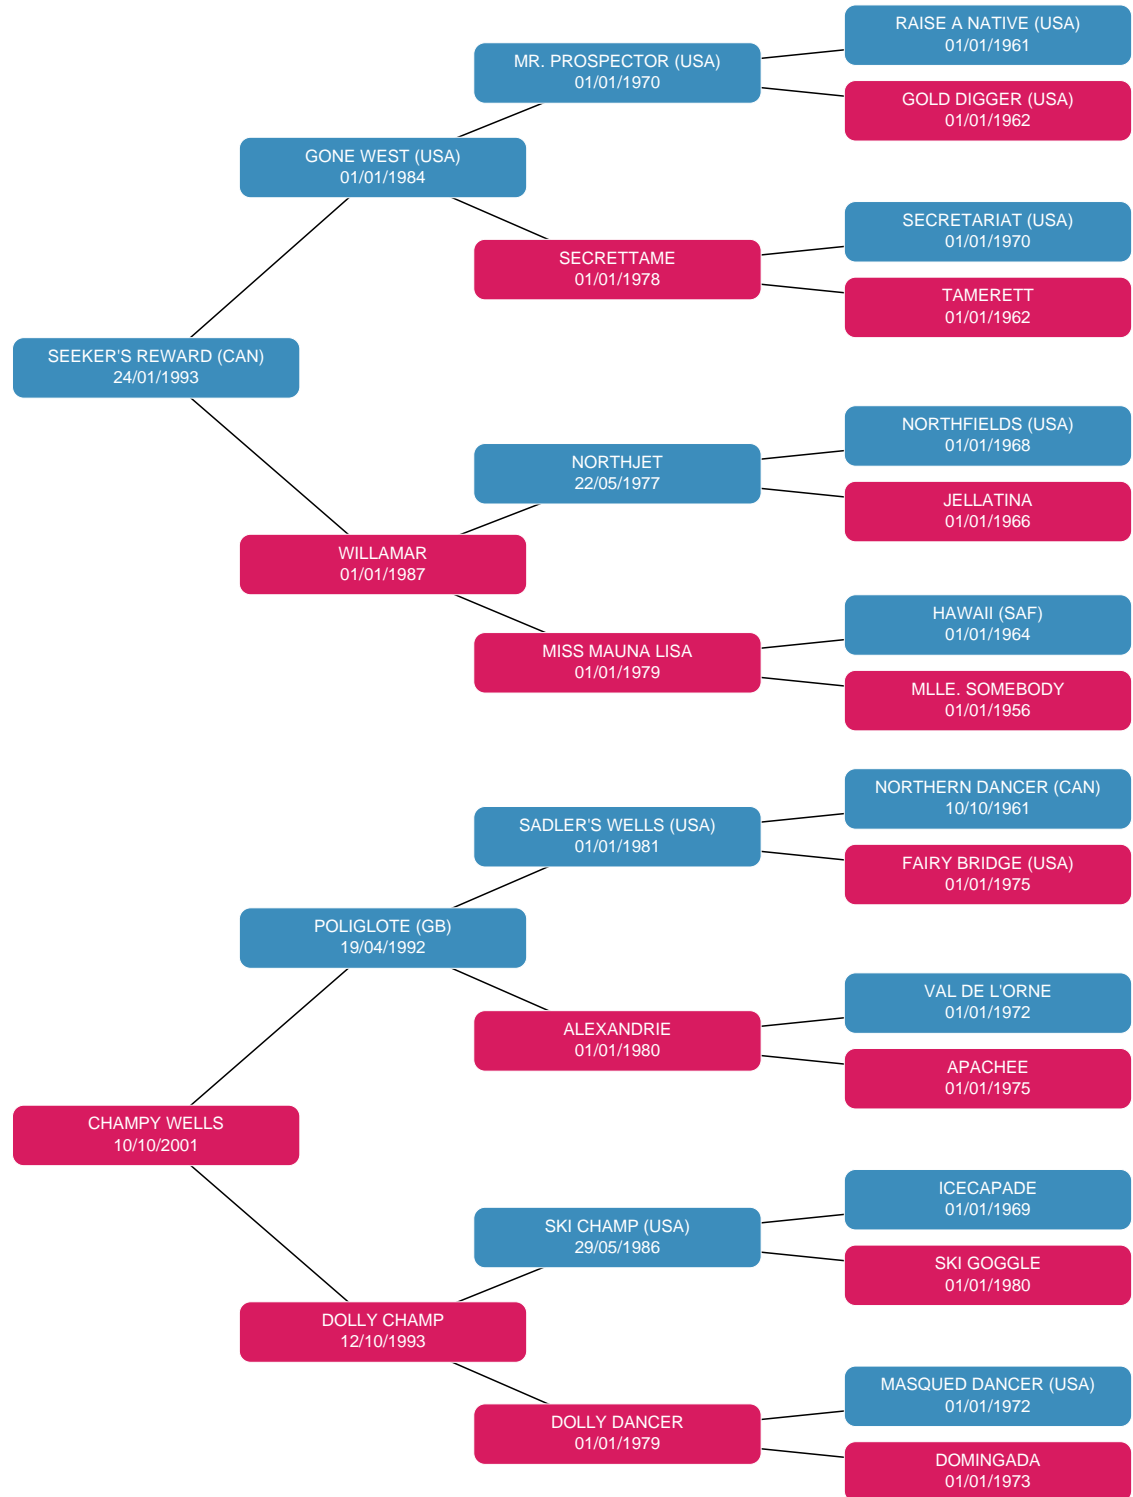 RAISE A NATIVE (USA)
01/01/1961
MR. PROSPECTOR (USA)
01/01/1970
GOLD DIGGER (USA)
01/01/1962
GONE WEST (USA)
01/01/1984
SECRETARIAT (USA)
01/01/1970
SECRETTAME
01/01/1978
TAMERETT
01/01/1962
SEEKER'S REWARD (CAN)
24/01/1993
NORTHFIELDS (USA)
01/01/1968
NORTHJET
22/05/1977
JELLATINA
01/01/1966
WILLAMAR
01/01/1987
HAWAII (SAF)
01/01/1964
MISS MAUNA LISA
01/01/1979
MLLE. SOMEBODY
01/01/1956
NORTHERN DANCER (CAN)
10/10/1961
SADLER'S WELLS (USA)
01/01/1981
FAIRY BRIDGE (USA)
01/01/1975
POLIGLOTE (GB)
19/04/1992
VAL DE L'ORNE
01/01/1972
ALEXANDRIE
01/01/1980
APACHEE
01/01/1975
CHAMPY WELLS
10/10/2001
ICECAPADE
01/01/1969
SKI CHAMP (USA)
29/05/1986
SKI GOGGLE
01/01/1980
DOLLY CHAMP
12/10/1993
MASQUED DANCER (USA)
01/01/1972
DOLLY DANCER
01/01/1979
DOMINGADA
01/01/1973